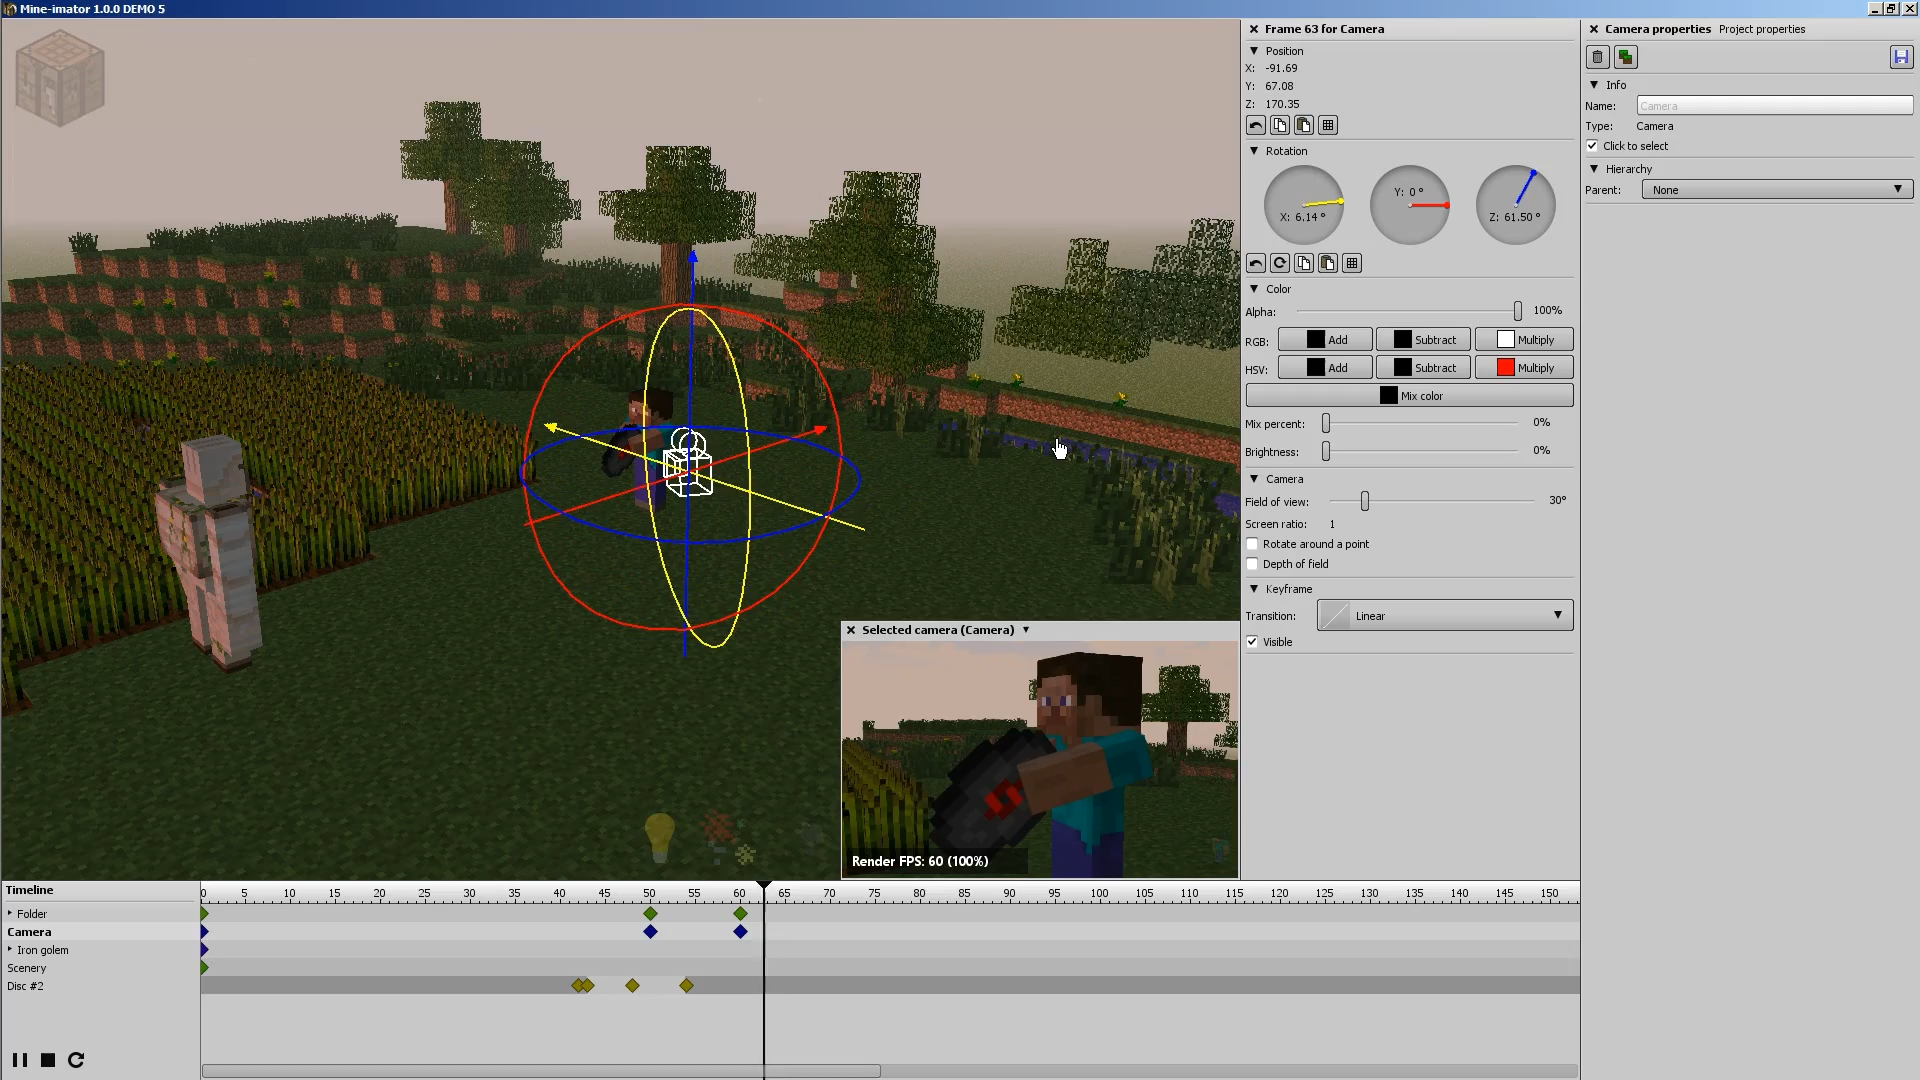 Mine-imator 1.0.0 DEMO 5
Frame 63 for Camera
Position
X: -91.69
Y: 67.08
Z: 170.35
Rotation
X: 6.14 °
Y: 0 °
Z: 61.50 °
Color
Alpha: 100%
RGB: Add Subtract Multiply
HSV: Add Subtract Multiply
Mix color
Mix percent: 0%
Brightness: 0%
Camera
Field of view: 30°
Screen ratio: 1
Rotate around a point
Depth of field
Keyframe
Transition: Linear
Visible
Camera properties Project properties
Info
Name: Camera
Type: Camera
Click to select
Hierarchy
Parent: None
Selected camera (Camera)
Render FPS: 60 (100%)
Timeline
0 5 10 15 20 25 30 35 40 45 50 55 60 65 70 75 80 85 90 95 100 105 110 115 120 125 130 135 140 145 150
Folder
Camera
Iron golem
Scenery
Disc #2